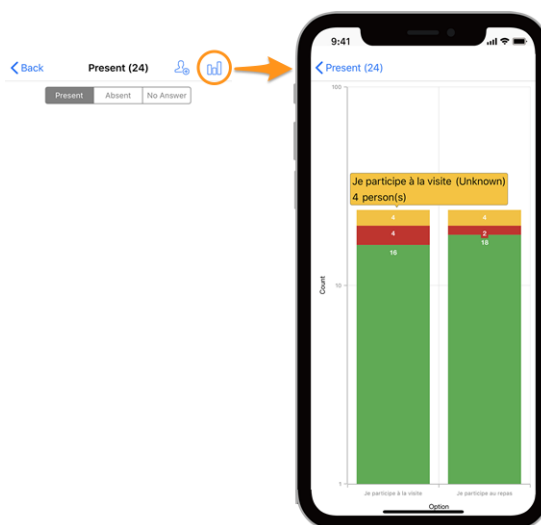 Back
Present (24)
Present
Absent
No Answer
9:41
Present (24)
100
Je participe à la visite (Unknown)
4 person(s)
4
4
4
2
16
18
Count
10
1
Je participe à la visite
Je participe au repas
Option